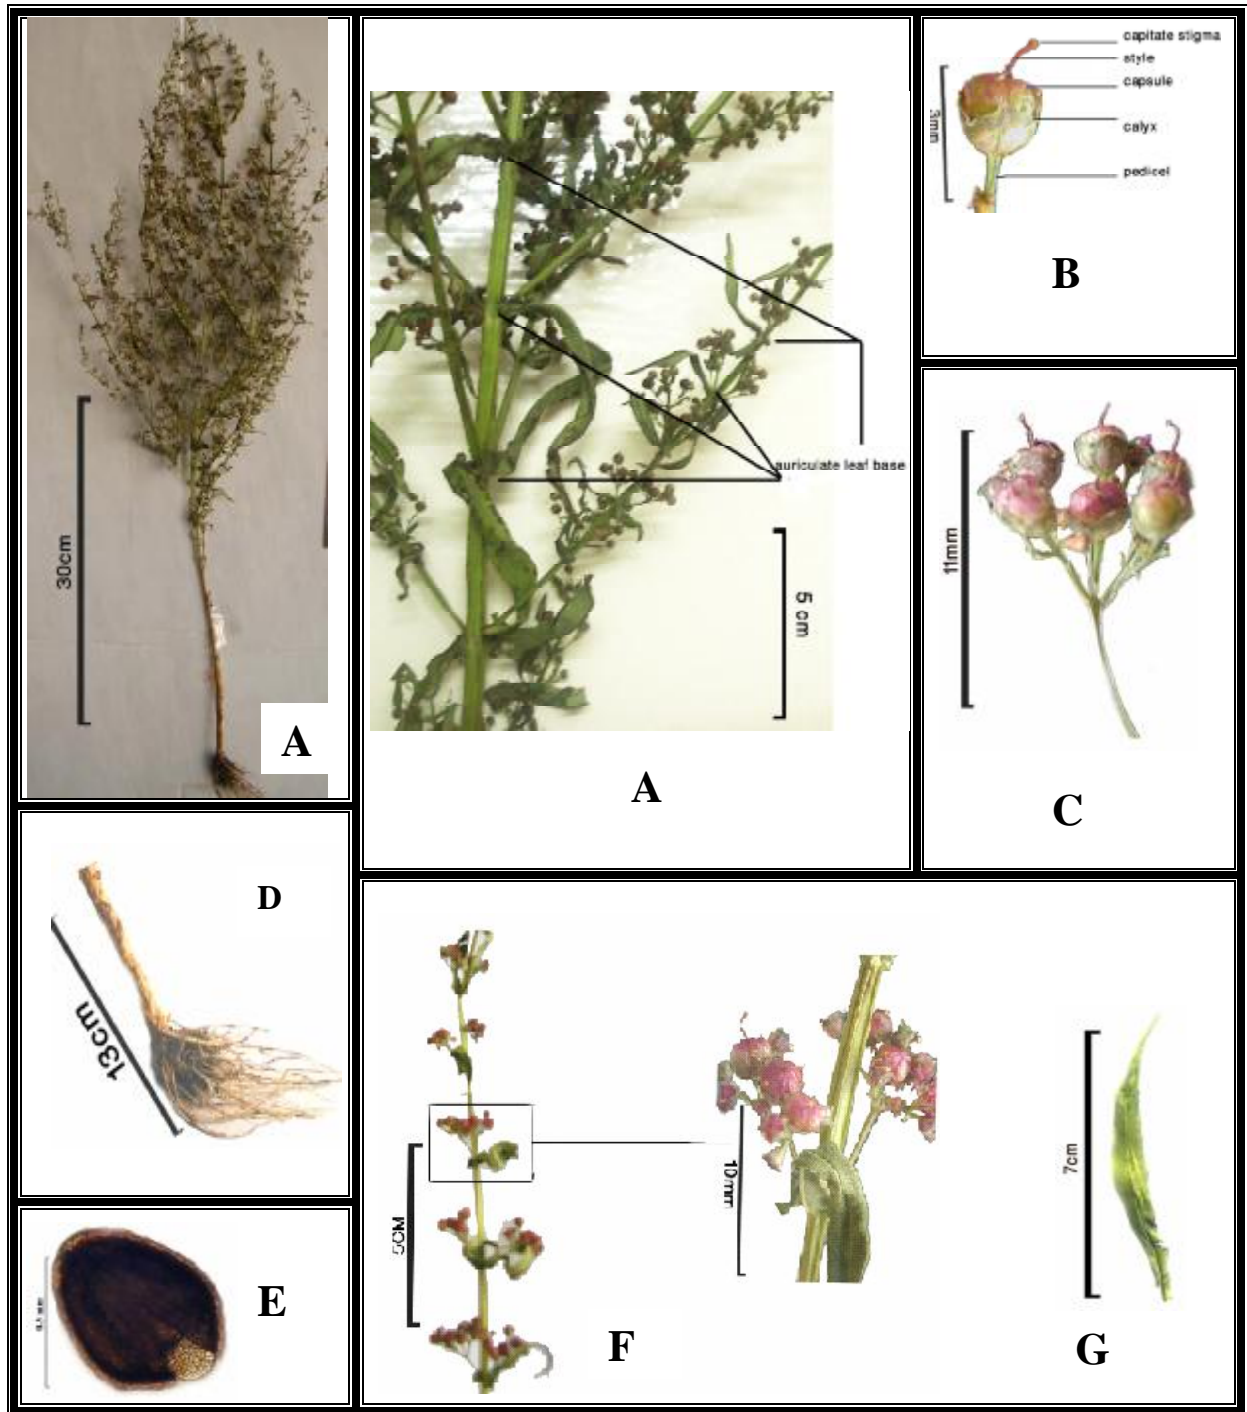 30cm
A
auriculate leaf base
5 cm
A
capitate stigma
style
capsule
calyx
pedicel
3mm
B
11mm
C
D
13cm
E
5CM
10mm
F
7cm
G